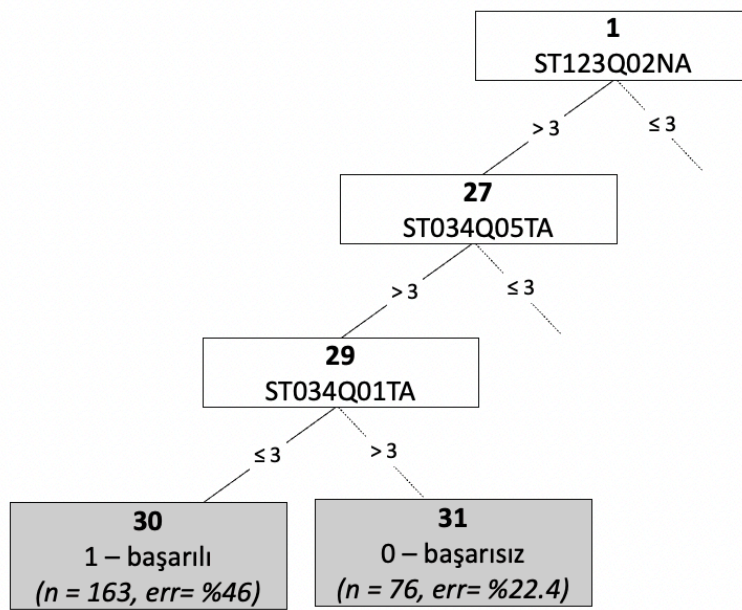 1
ST123Q02NA
> 3
≤ 3
27
ST034Q05TA
> 3
≤ 3
29
ST034Q01TA
≤ 3
> 3
30
1 – başarılı
(n = 163, err= %46)
31
0 – başarısız
(n = 76, err= %22.4)